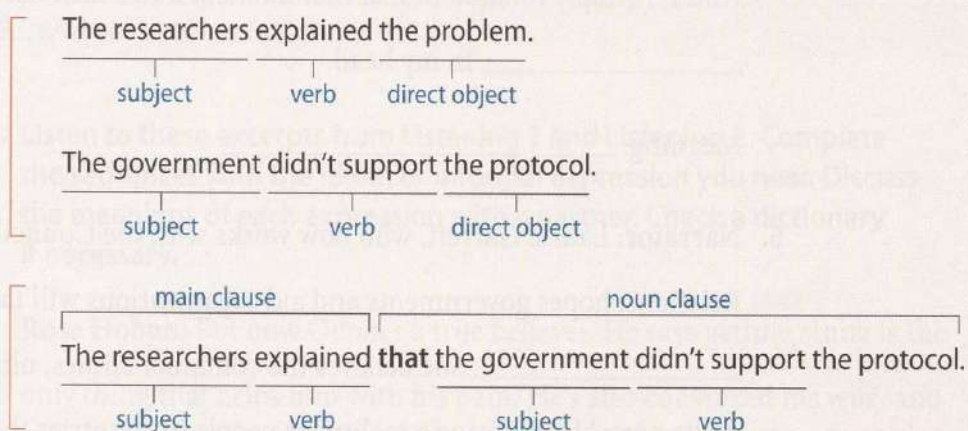 The researchers explained the problem.
subject verb direct object
The government didn't support the protocol.
subject verb direct object
main clause noun clause
The researchers explained that the government didn't support the protocol.
subject verb subject verb